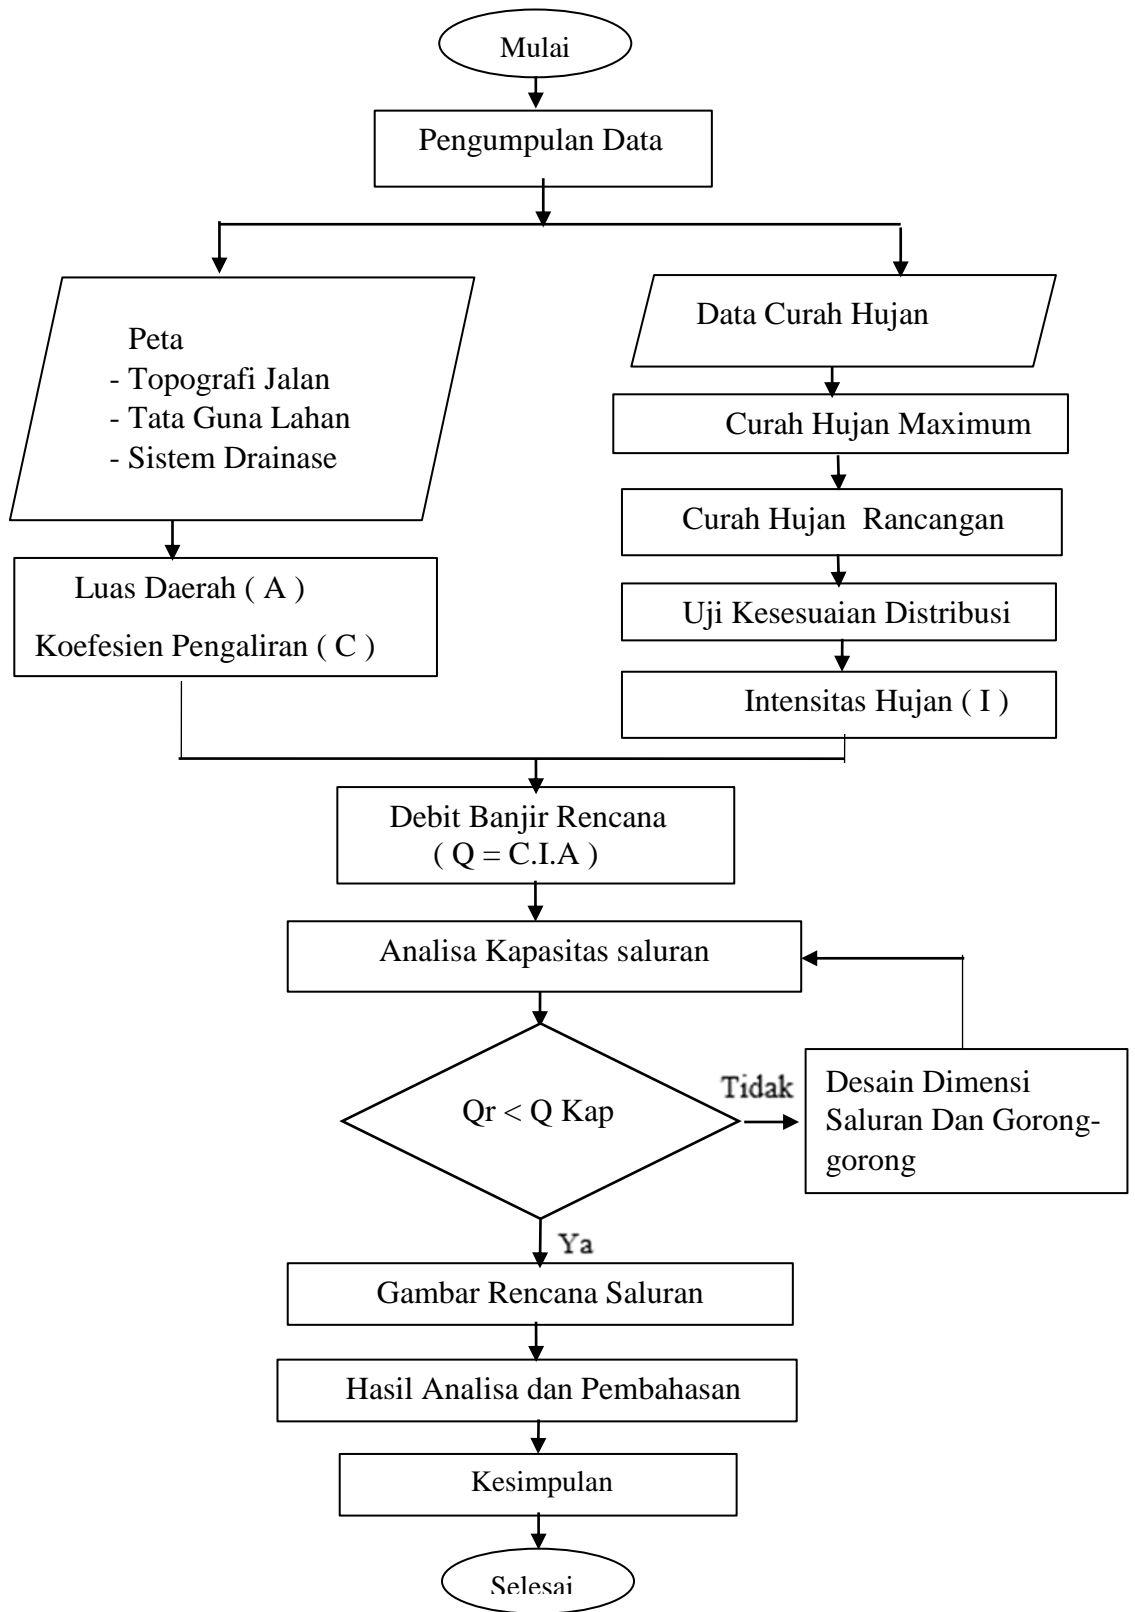 Mulai
Pengumpulan Data
Peta
- Topografi Jalan
- Tata Guna Lahan
- Sistem Drainase
Luas Daerah ( A )
Koefesien Pengaliran ( C )
Data Curah Hujan
Curah Hujan Maximum
Curah Hujan  Rancangan
Uji Kesesuaian Distribusi
Intensitas Hujan ( I )
Debit Banjir Rencana
( Q = C.I.A )
Analisa Kapasitas saluran
Qr < Q Kap
Tidak
Desain Dimensi
Saluran Dan Gorong-
gorong
Ya
Gambar Rencana Saluran
Hasil Analisa dan Pembahasan
Kesimpulan
Selesai